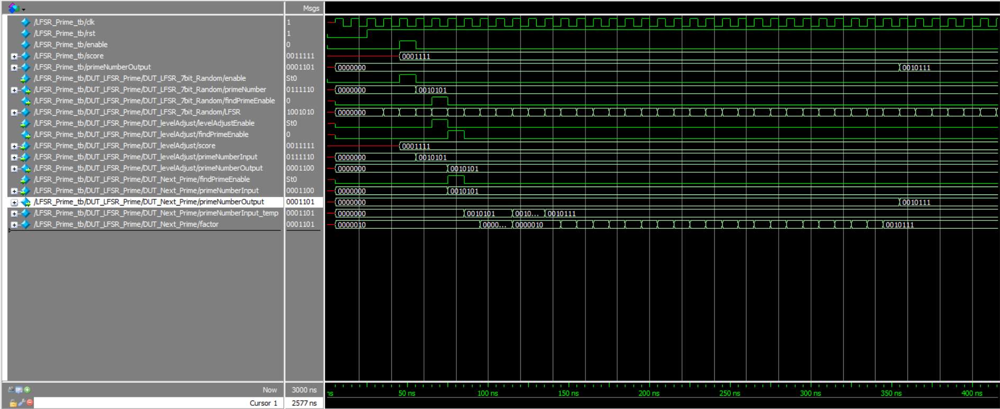 Msgs
/LFSR_Prime_tb/clk 1
/LFSR_Prime_tb/rst 1
/LFSR_Prime_tb/enable 0
/LFSR_Prime_tb/score 0011111 0001111
/LFSR_Prime_tb/primeNumberOutput 0001101 0000000 0010111
/LFSR_Prime_tb/DUT_LFSR_Prime/DUT_LFSR_7bit_Random/enable St0
/LFSR_Prime_tb/DUT_LFSR_Prime/DUT_LFSR_7bit_Random/primeNumber 0111110 0000000 0010101
/LFSR_Prime_tb/DUT_LFSR_Prime/DUT_LFSR_7bit_Random/findPrimeEnable 0
/LFSR_Prime_tb/DUT_LFSR_Prime/DUT_LFSR_7bit_Random/LFSR 1001010 0000000
/LFSR_Prime_tb/DUT_LFSR_Prime/DUT_levelAdjust/levelAdjustEnable St0
/LFSR_Prime_tb/DUT_LFSR_Prime/DUT_levelAdjust/findPrimeEnable 0
/LFSR_Prime_tb/DUT_LFSR_Prime/DUT_levelAdjust/score 0011111 0001111
/LFSR_Prime_tb/DUT_LFSR_Prime/DUT_levelAdjust/primeNumberInput 0111110 0000000 0010101
/LFSR_Prime_tb/DUT_LFSR_Prime/DUT_levelAdjust/primeNumberOutput 0001100 0000000 0010101
/LFSR_Prime_tb/DUT_LFSR_Prime/DUT_Next_Prime/findPrimeEnable St0
/LFSR_Prime_tb/DUT_LFSR_Prime/DUT_Next_Prime/primeNumberInput 0001100 0000000 0010101
/LFSR_Prime_tb/DUT_LFSR_Prime/DUT_Next_Prime/primeNumberOutput 0001101 0000000 0010111
/LFSR_Prime_tb/DUT_LFSR_Prime/DUT_Next_Prime/primeNumberInput_temp 0001101 0000000 0010101 0010... 0010111
/LFSR_Prime_tb/DUT_LFSR_Prime/DUT_Next_Prime/factor 0001101 0000010 0000... 0000010 0010111
Now 3000 ns ns 50 ns 100 ns 150 ns 200 ns 250 ns 300 ns 350 ns 400 ns
Cursor 1 2577 ns